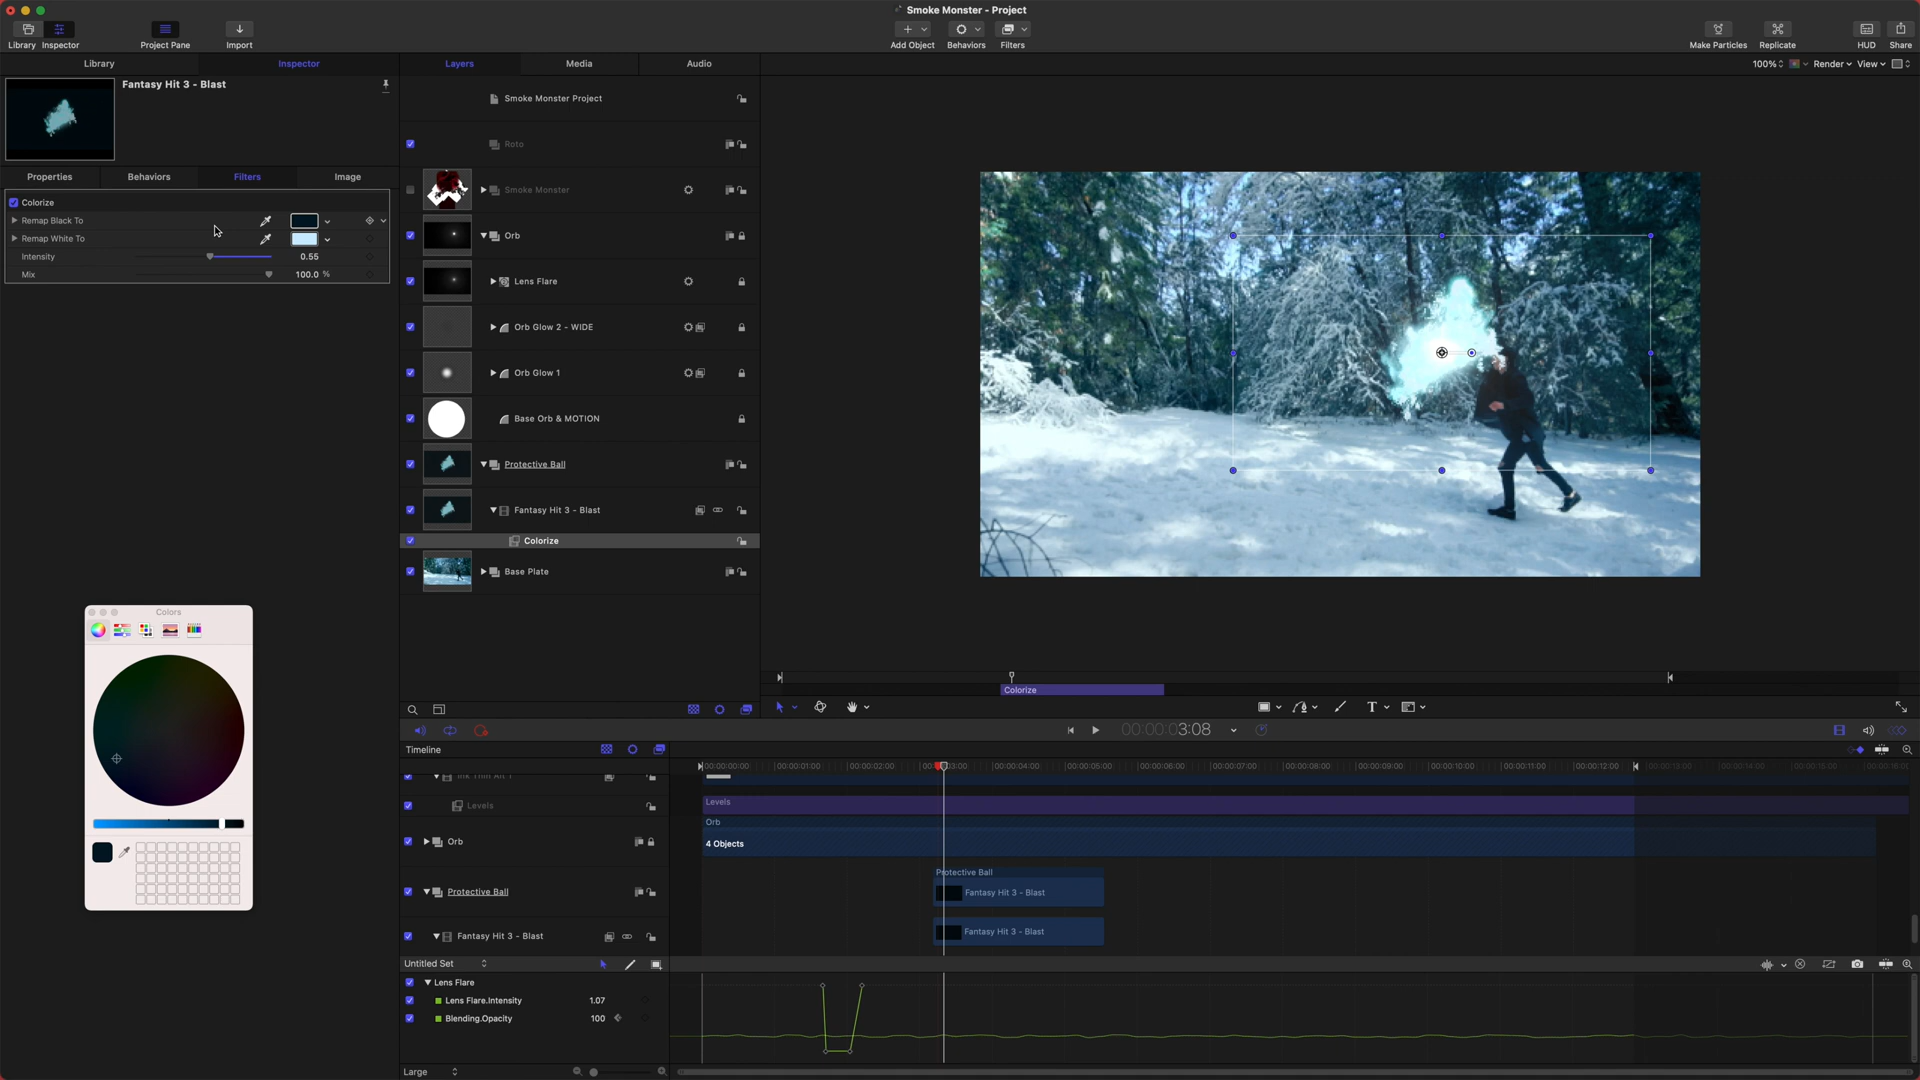 Smoke Monster - Project
Library
Inspector
Project Pane
Import
Add Object
Behaviors
Filters
Make Particles
Replicate
HUD
Share
Library
Inspector
Layers
Media
Audio
100%
Render
View
Fantasy Hit 3 - Blast
Properties
Behaviors
Filters
Image
Colorize
Remap Black To
Remap White To
Intensity
0.55
Mix
100.0 %
Smoke Monster Project
Roto
Smoke Monster
Orb
Lens Flare
Orb Glow 2 - WIDE
Orb Glow 1
Base Orb & MOTION
Protective Ball
Fantasy Hit 3 - Blast
Colorize
Base Plate
Colors
Colorize
00:00:03:08
Timeline
00:00:00:00
00:00:01:00
00:00:02:00
00:00:04:00
00:00:05:00
00:00:06:00
00:00:07:00
00:00:08:00
00:00:09:00
00:00:10:00
00:00:11:00
00:00:12:00
00:00:13:00
00:00:14:00
00:00:15:00
Levels
Levels
Orb
Orb
4 Objects
Protective Ball
Protective Ball
Fantasy Hit 3 - Blast
Fantasy Hit 3 - Blast
Fantasy Hit 3 - Blast
Untitled Set
Lens Flare
Lens Flare.Intensity
1.07
Blending.Opacity
100
Large